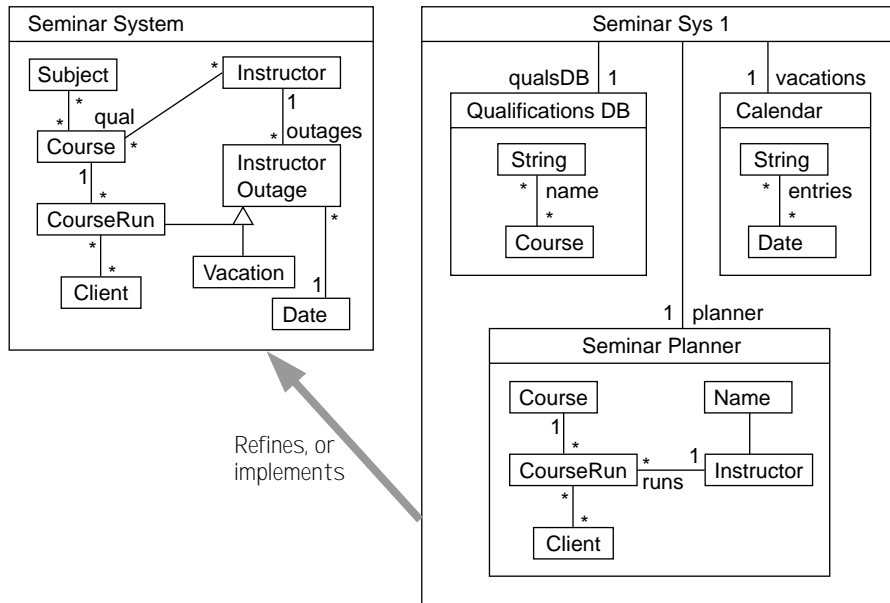 Seminar System
Subject
*
*
qual
Course
*
*
Instructor
1
outages
*
Instructor
Outage
1
*
CourseRun
*
*
Client
Vacation
*
1
Date
Refines, or
implements
Seminar Sys 1
qualsDB 1
Qualifications DB
String
* name
*
Course
1 vacations
Calendar
String
* entries
*
Date
1 planner
Seminar Planner
Course
1
*
CourseRun
*
runs
1
Name
Instructor
*
*
Client